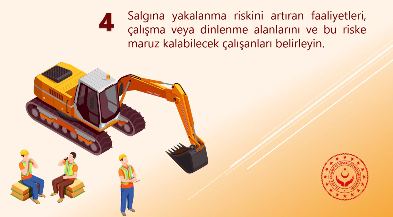 4 Salgına yakalanma riskini artıran faaliyetleri,
çalışma veya dinlenme alanlarını ve bu riske
maruz kalabilecek çalışanları belirleyin.